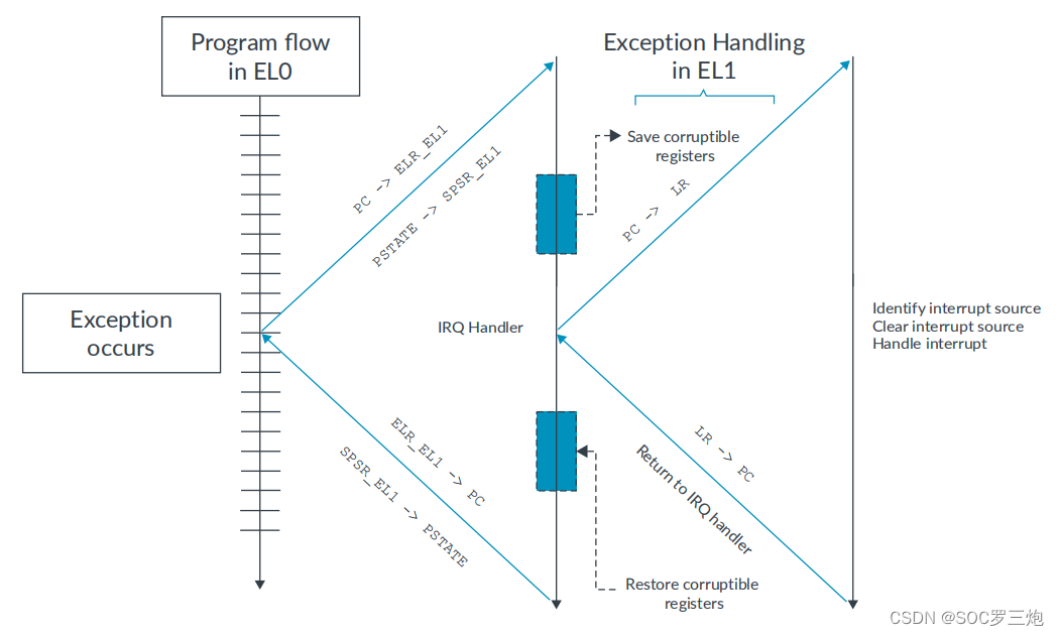 Program flow
in EL0
Exception Handling
in EL1
PC -> ELR_EL1
PSTATE -> SPSR_EL1
Save corruptible
registers
PC -> LR
Exception
occurs
IRQ Handler
Identify interrupt source
Clear interrupt source
Handle interrupt
ELR_EL1 -> PC
SPSR_EL1 -> PSTATE
LR -> PC
Return to IRQ handler
Restore corruptible
registers
CSDN @SOC罗三炮